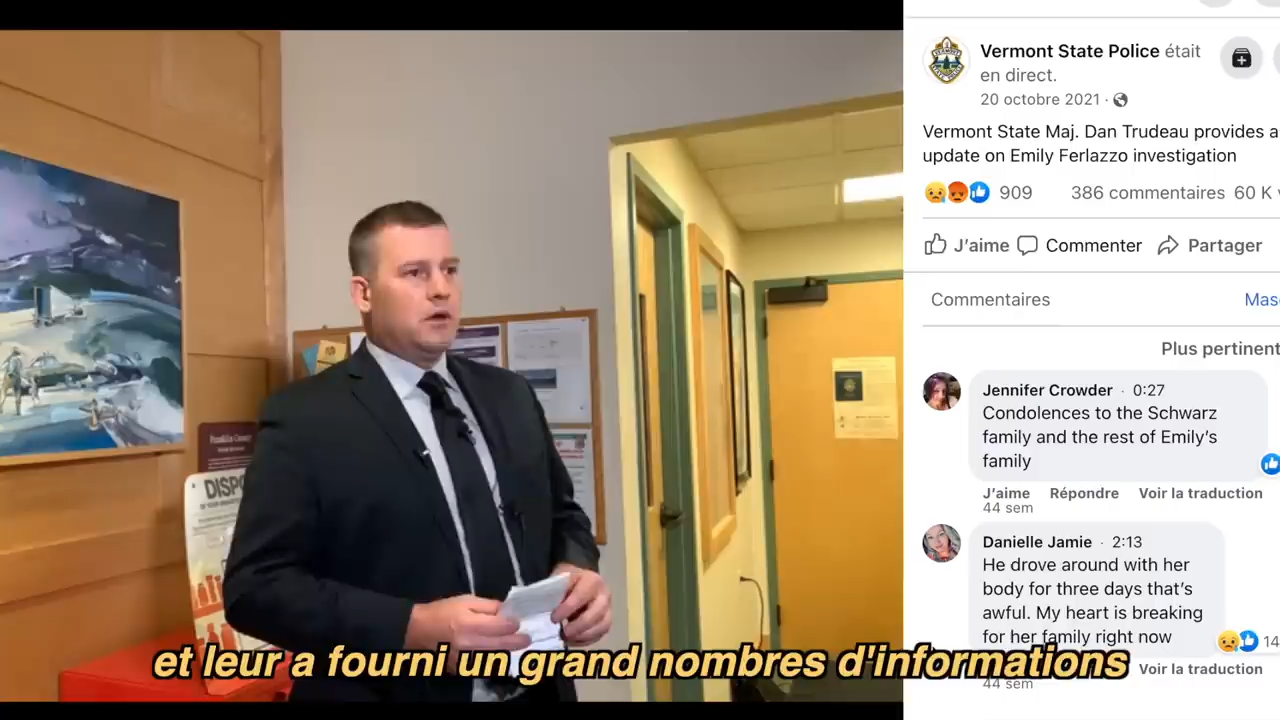 Vermont State Police était
en direct.
20 octobre 2021
Vermont State Maj. Dan Trudeau provides a
update on Emily Ferlazzo investigation
909 386 commentaires 60 K
J'aime Commenter Partager
Commentaires Mas
Plus pertinent
Jennifer Crowder · 0:27
Condolences to the Schwarz
family and the rest of Emily's
family
J'aime Répondre Voir la traduction
44 sem
Danielle Jamie · 2:13
He drove around with her
body for three days that's
awful. My heart is breaking
for her family right now
14
Voir la traduction
44 sem
Franklin County
DISPO
et leur a fourni un grand nombres d'informations